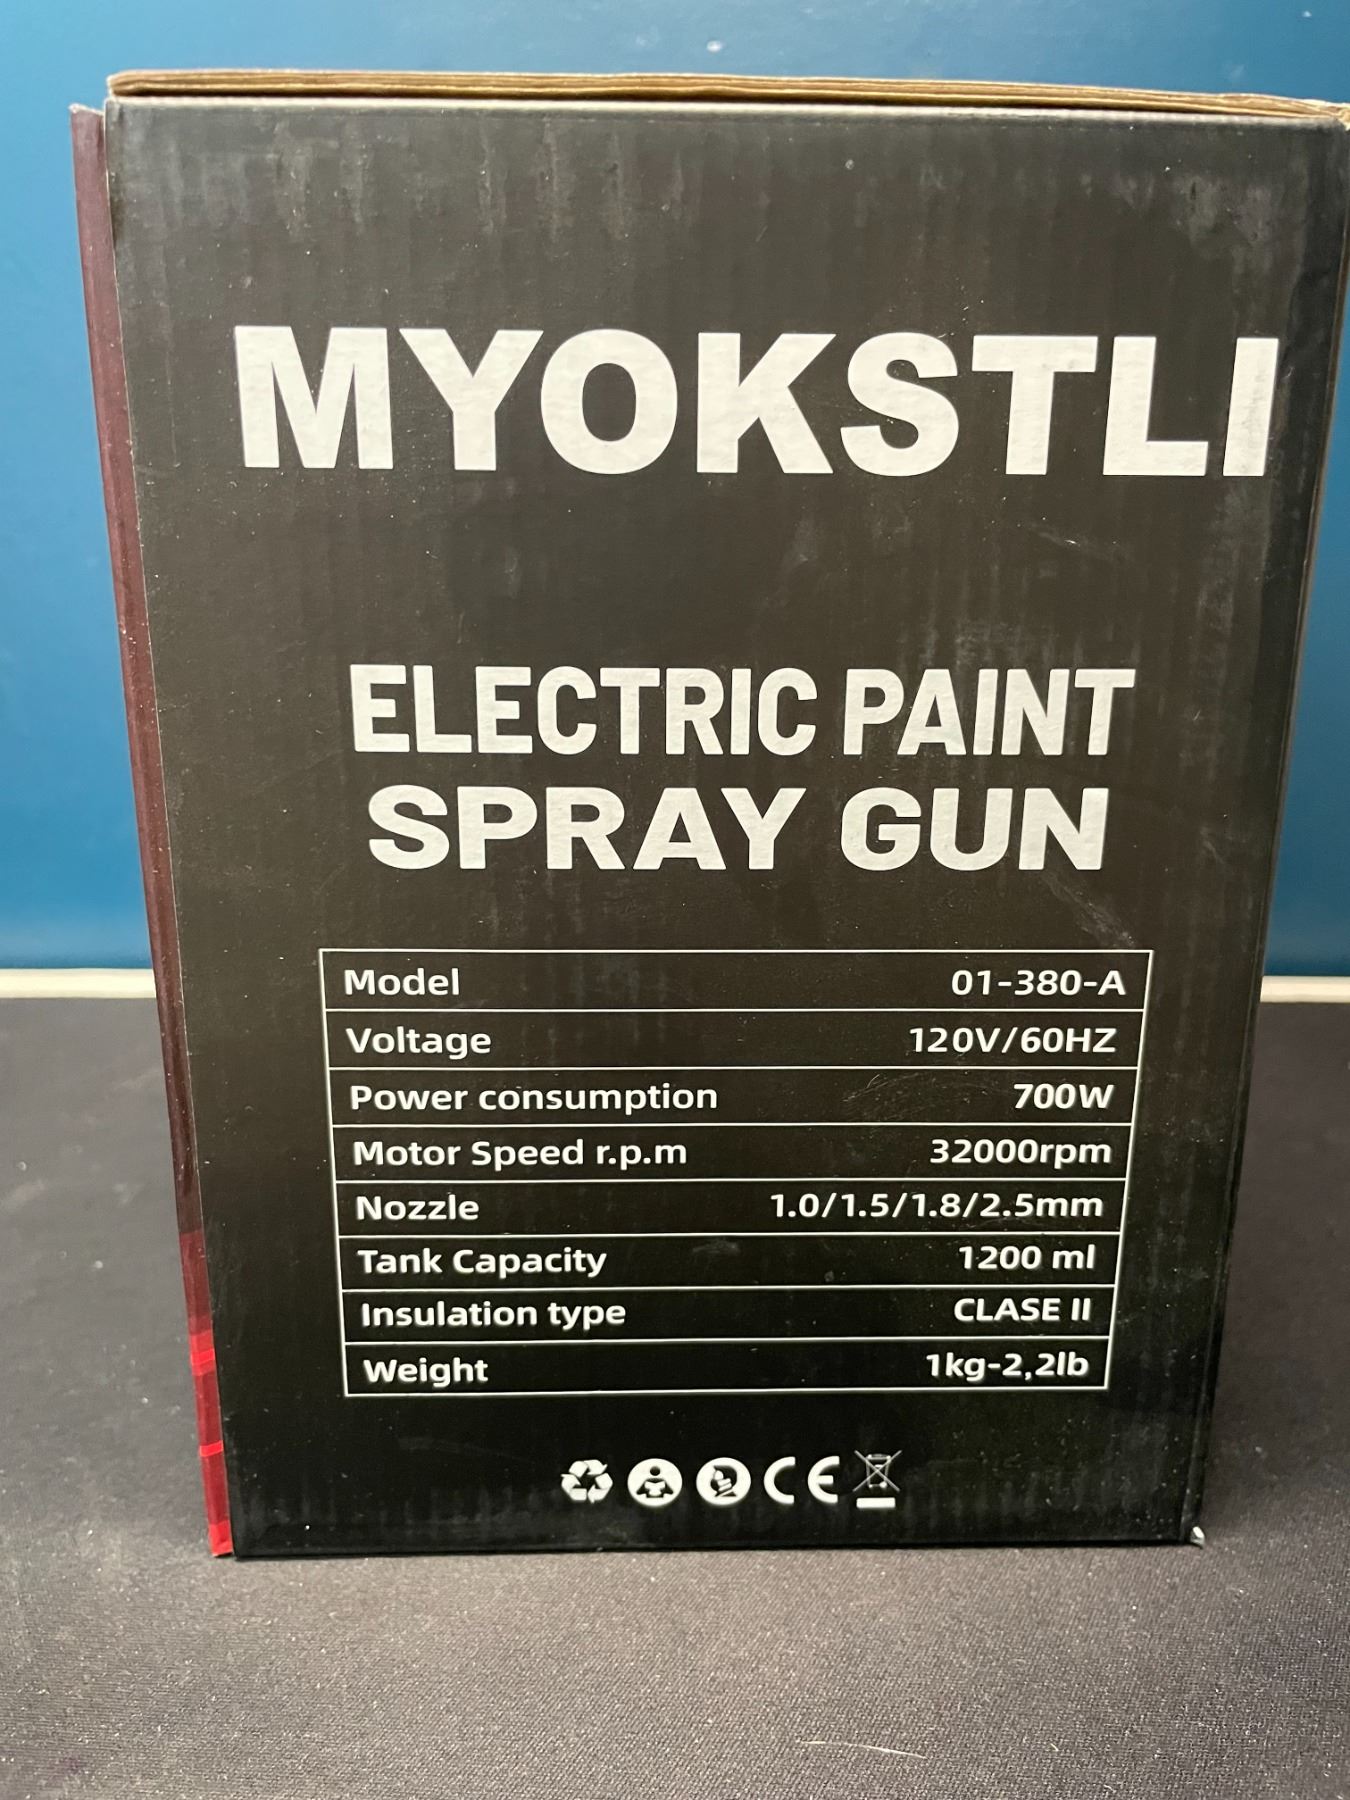 MYOKSTLI
ELECTRIC PAINT
SPRAY GUN
Model 01-380-A
Voltage 120V/60HZ
Power consumption 700W
Motor Speed r.p.m 32000rpm
Nozzle 1.0/1.5/1.8/2.5mm
Tank Capacity 1200 ml
Insulation type CLASE II
Weight 1kg-2,2lb
CE